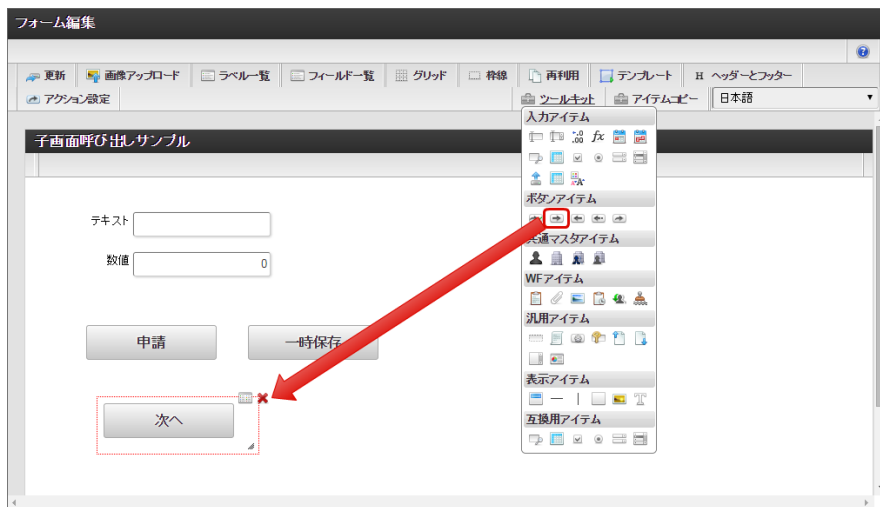 フォーム編集
更新 画像アップロード ラベル一覧 フィールド一覧 グリッド 枠線 再利用 テンプレート H ヘッダーとフッター
アクション設定 ツールキット アイテムコピー 日本語
入力アイテム
子画面呼び出しサンプル
ボタンアイテム
テキスト
共通マスタアイテム
数値 0
WFアイテム
汎用アイテム
申請 一時保存
表示アイテム
次へ
互換用アイテム